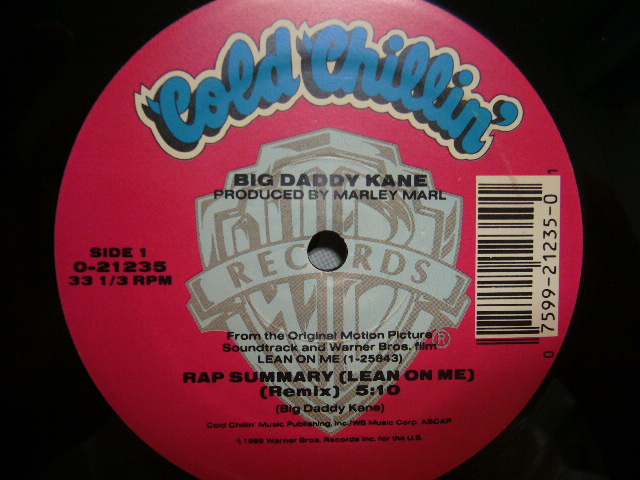 Cold Chillin'
BIG DADDY KANE
PRODUCED BY MARLEY MARL
RECORDS
SIDE 1
0-21235
33 1/3 RPM
0 7599-21235-0 1
From the Original Motion Picture
Soundtrack and Warner Bros. film
LEAN ON ME (1-25843)
®
RAP SUMMARY (LEAN ON ME)
(Remix) 5:10
(Big Daddy Kane)
Cold Chillin' Music Publishing, Inc./WB Music Corp. ASCAP
℗1989 Warner Bros. Records Inc. for the U.S.